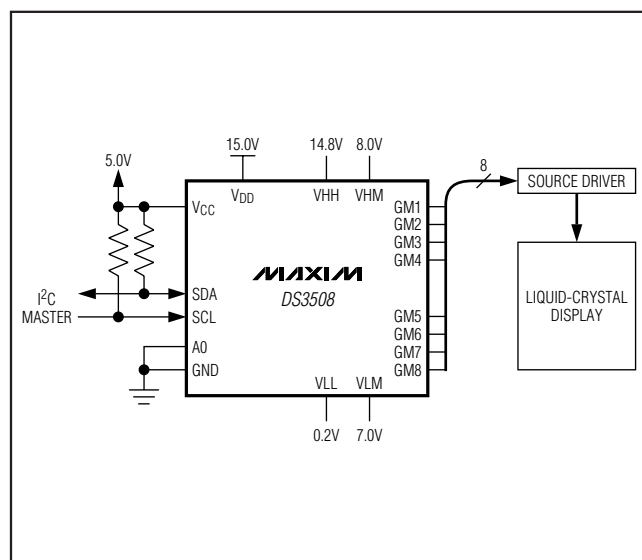 5.0V
15.0V
14.8V
8.0V
8
SOURCE DRIVER
VCC
VDD
VHH
VHM
GM1
GM2
GM3
GM4
MAXIM
DS3508
LIQUID-CRYSTAL
DISPLAY
I²C
MASTER
SDA
SCL
A0
GND
GM5
GM6
GM7
GM8
VLL
VLM
0.2V
7.0V